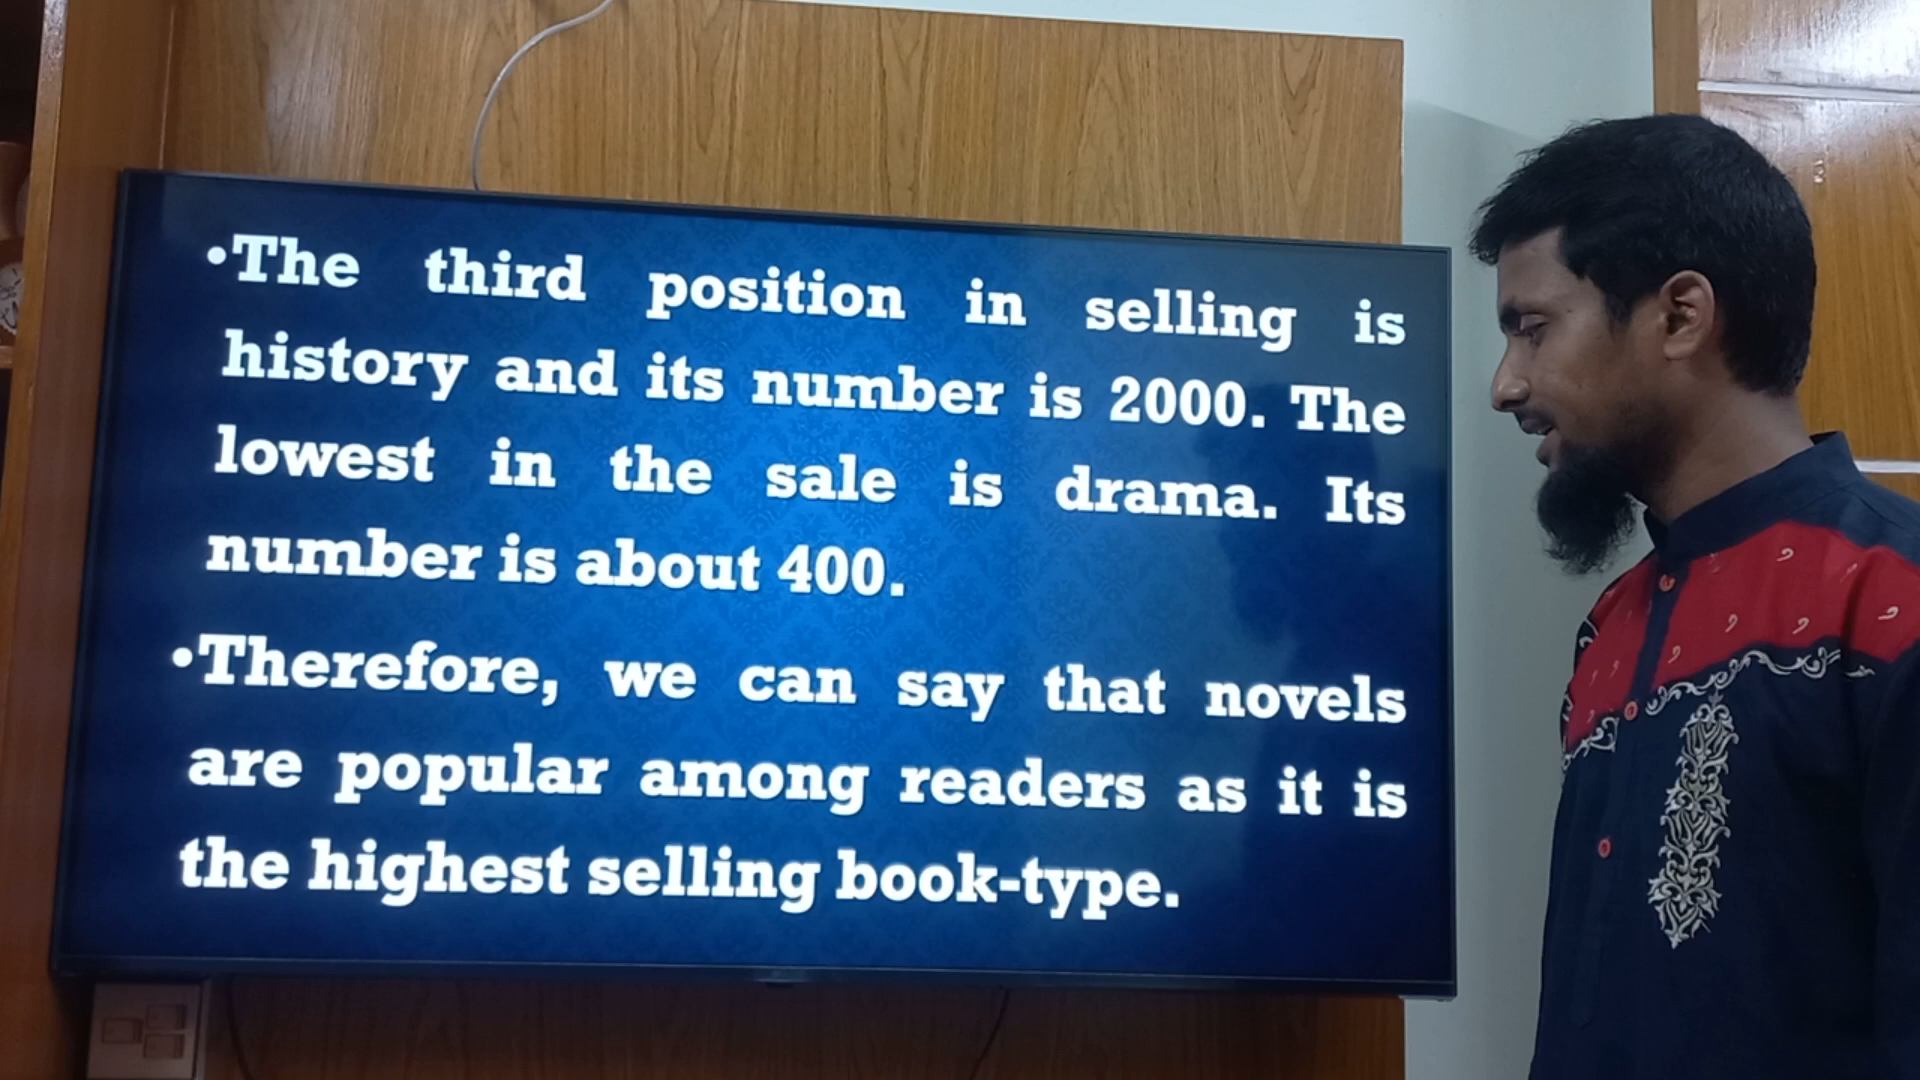 •The third position in selling is
history and its number is 2000. The
lowest in the sale is drama. Its
number is about 400.
•Therefore, we can say that novels
are popular among readers as it is
the highest selling book-type.